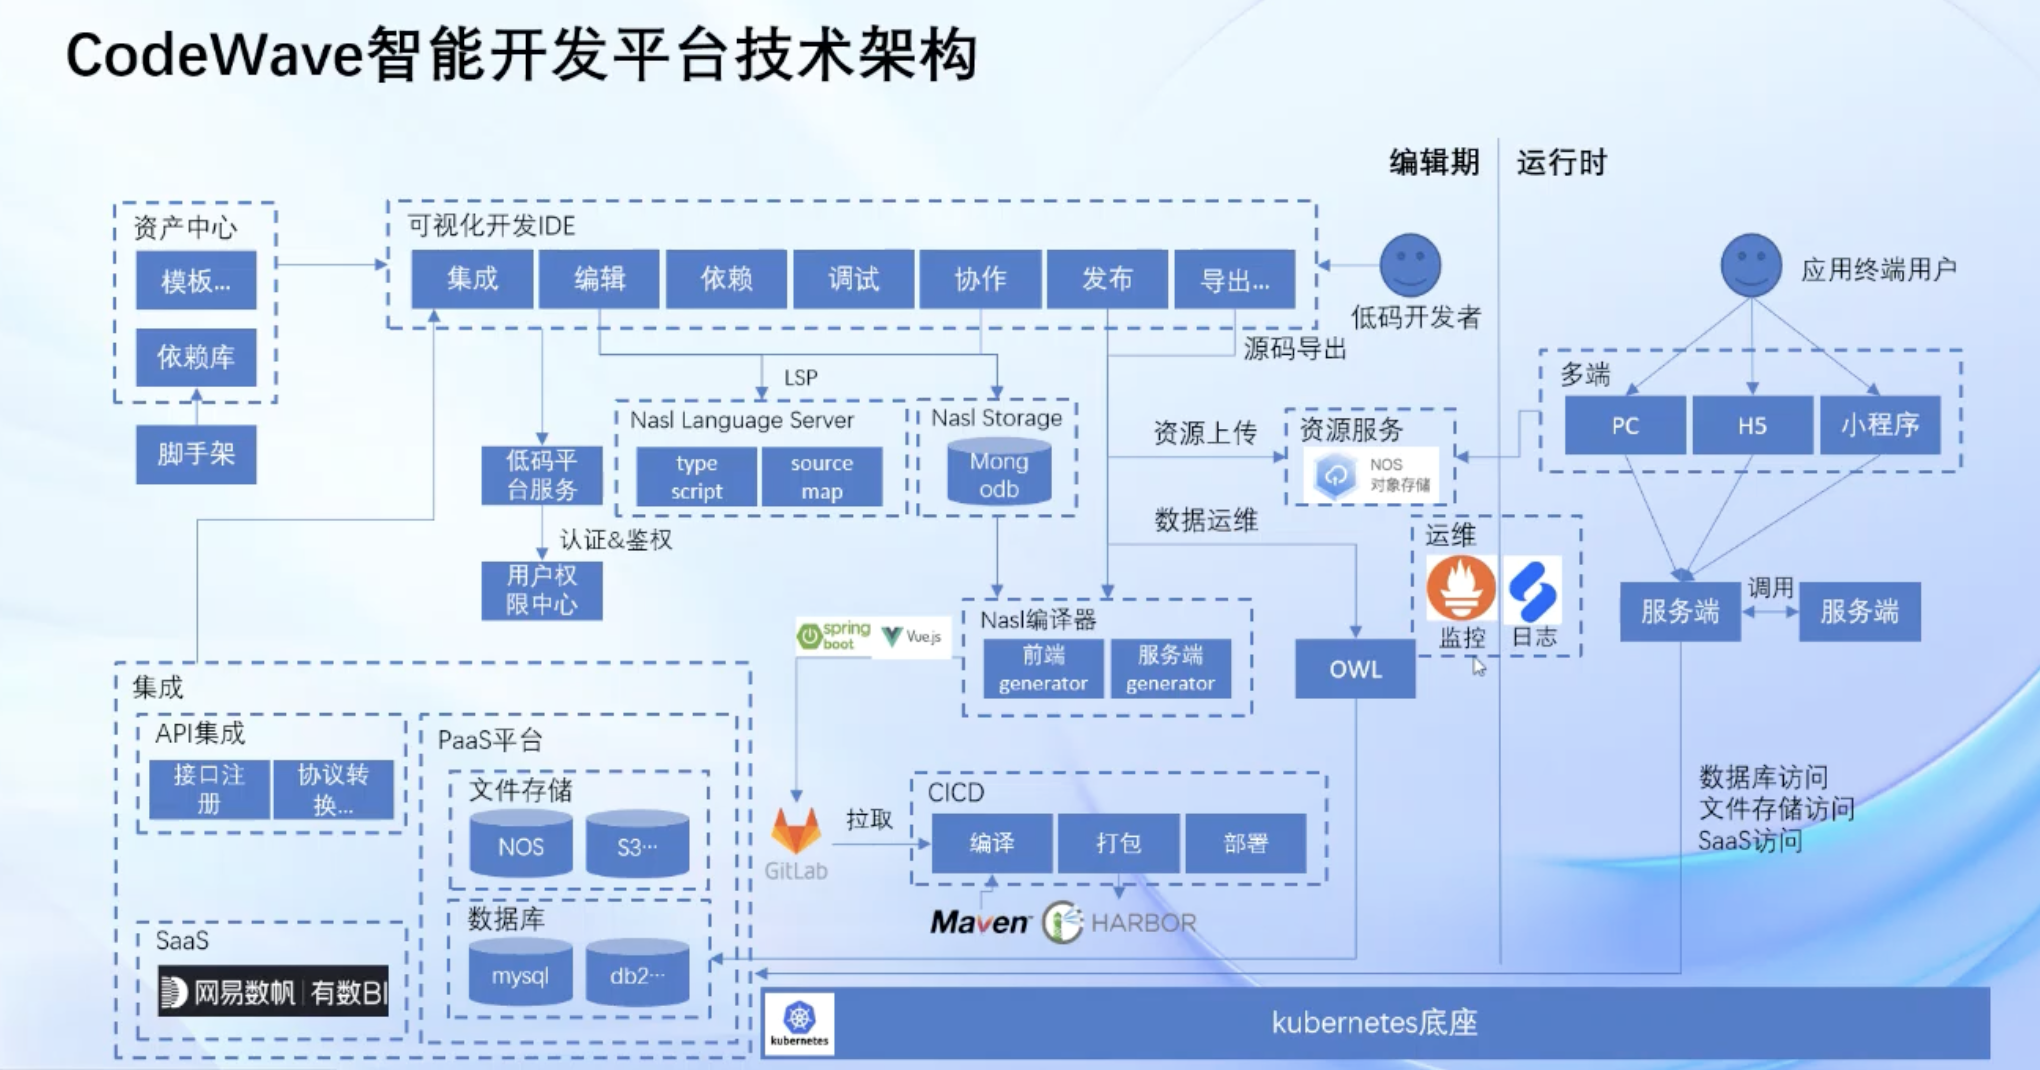 CodeWave智能开发平台技术架构
编辑期
运行时
资产中心
模板...
依赖库
脚手架
可视化开发IDE
集成
编辑
依赖
调试
协作
发布
导出...
低码开发者
源码导出
应用终端用户
多端
PC
H5
小程序
LSP
Nasl Language Server
type
script
source
map
Nasl Storage
Mong
odb
低码平
台服务
认证&鉴权
用户权
限中心
资源上传
资源服务
NOS
对象存储
数据运维
运维
监控
日志
服务端
调用
服务端
spring
boot
Vue.js
Nasl编译器
前端
generator
服务端
generator
OWL
集成
API集成
接口注
册
协议转
换...
PaaS平台
文件存储
NOS
S3···
数据库
mysql
db2···
SaaS
网易数帆
有数BI
GitLab
拉取
CICD
编译
打包
部署
Maven
HARBOR
数据库访问
文件存储访问
SaaS访问
kubernetes
kubernetes底座